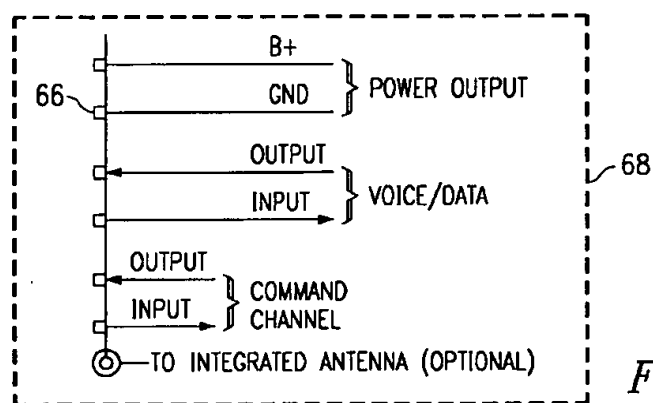 B+
66
GND
POWER OUTPUT
OUTPUT
68
INPUT
VOICE/DATA
OUTPUT
INPUT
COMMAND
CHANNEL
TO INTEGRATED ANTENNA (OPTIONAL)
F